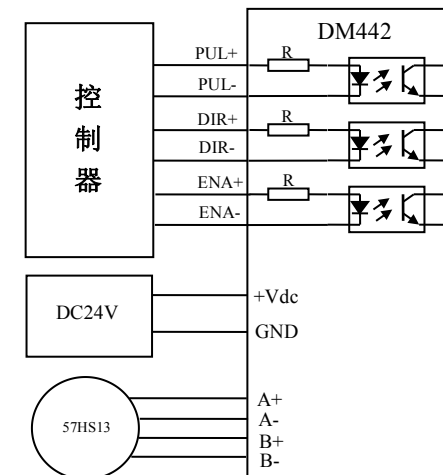 DM442
控
制
器
PUL+
R
PUL-
DIR+
R
DIR-
ENA+
R
ENA-
DC24V
+Vdc
GND
57HS13
A+
A-
B+
B-